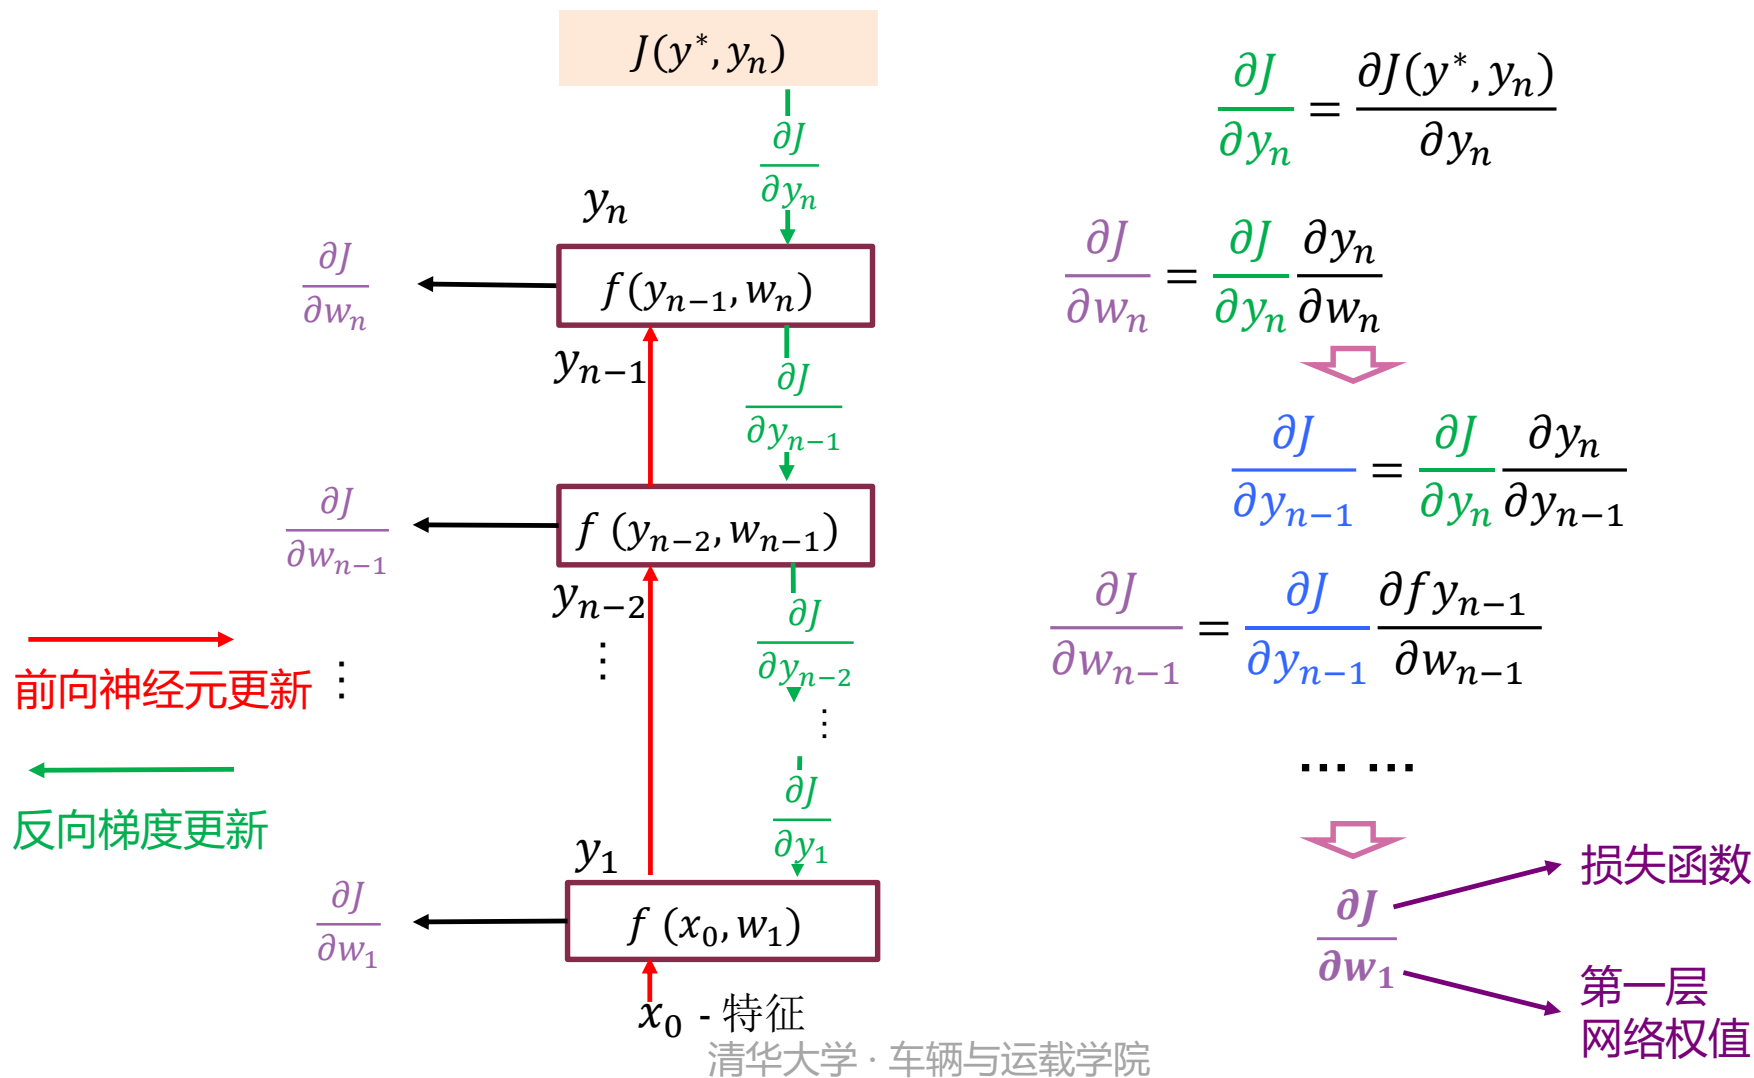 J(y*, yₙ)
∂J/∂yₙ
yₙ
∂J/∂wₙ
f(yₙ₋₁, wₙ)
yₙ₋₁
∂J/∂yₙ₋₁
∂J/∂wₙ₋₁
f (yₙ₋₂, wₙ₋₁)
yₙ₋₂
∂J/∂yₙ₋₂
⋮
⋮
⋮
前向神经元更新
反向梯度更新
∂J/∂y₁
y₁
∂J/∂w₁
f (x₀, w₁)
x₀ - 特征
∂J/∂yₙ = ∂J(y*, yₙ)/∂yₙ
∂J/∂wₙ = ∂J/∂yₙ ∂yₙ/∂wₙ
∂J/∂yₙ₋₁ = ∂J/∂yₙ ∂yₙ/∂yₙ₋₁
∂J/∂wₙ₋₁ = ∂J/∂yₙ₋₁ ∂fyₙ₋₁/∂wₙ₋₁
… …
∂J/∂w₁
损失函数
第一层
网络权值
清华大学 · 车辆与运载学院